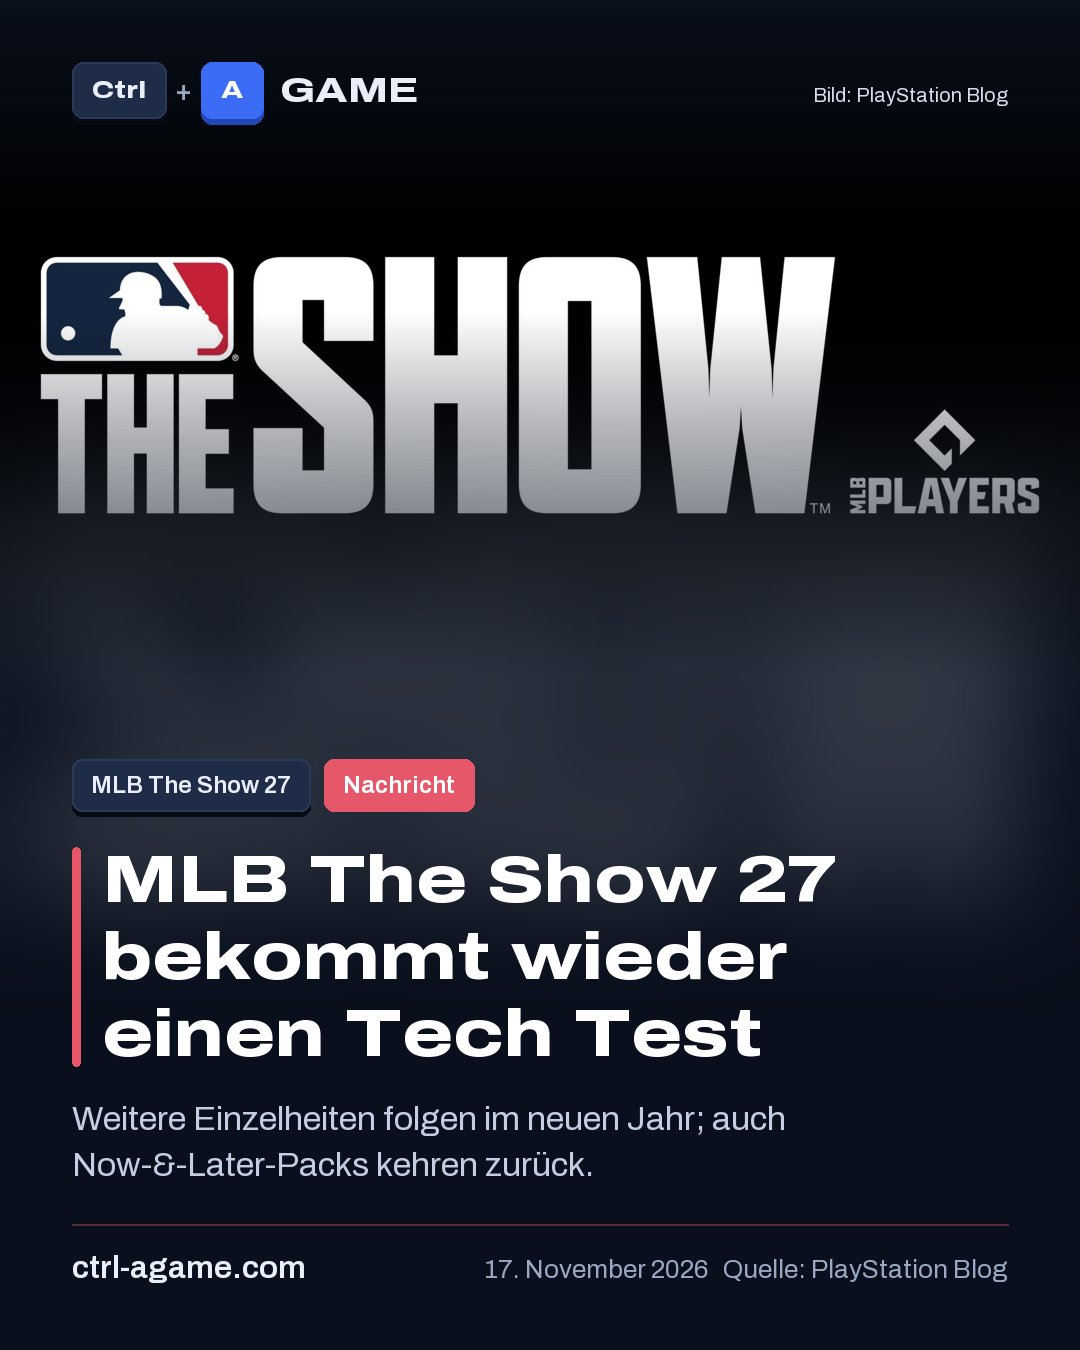 Ctrl + A GAME
Bild: PlayStation Blog
THE SHOW™
MLB PLAYERS
MLB The Show 27
Nachricht
MLB The Show 27
bekommt wieder
einen Tech Test
Weitere Einzelheiten folgen im neuen Jahr; auch
Now-&-Later-Packs kehren zurück.
ctrl-agame.com
17. November 2026 Quelle: PlayStation Blog